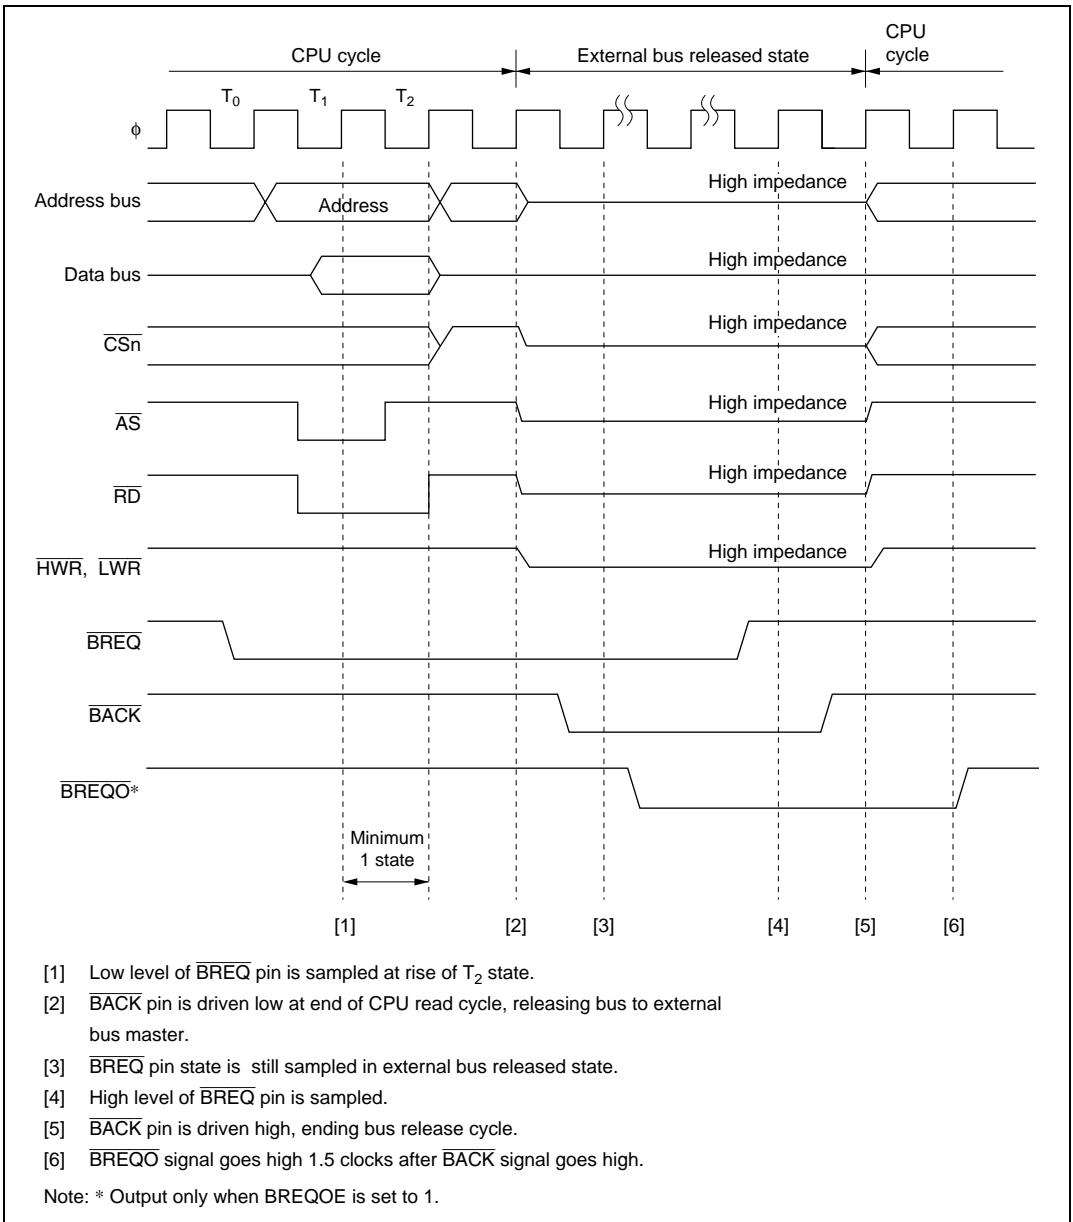 CPU cycle
External bus released state
CPU
cycle
T0
T1
T2
ϕ
Address bus
Address
High impedance
Data bus
High impedance
CSn
High impedance
AS
High impedance
RD
High impedance
HWR, LWR
High impedance
BREQ
BACK
BREQO*
Minimum
1 state
[1] [2] [3] [4] [5] [6]
[1] Low level of BREQ pin is sampled at rise of T2 state.
[2] BACK pin is driven low at end of CPU read cycle, releasing bus to external
bus master.
[3] BREQ pin state is still sampled in external bus released state.
[4] High level of BREQ pin is sampled.
[5] BACK pin is driven high, ending bus release cycle.
[6] BREQO signal goes high 1.5 clocks after BACK signal goes high.
Note: * Output only when BREQOE is set to 1.